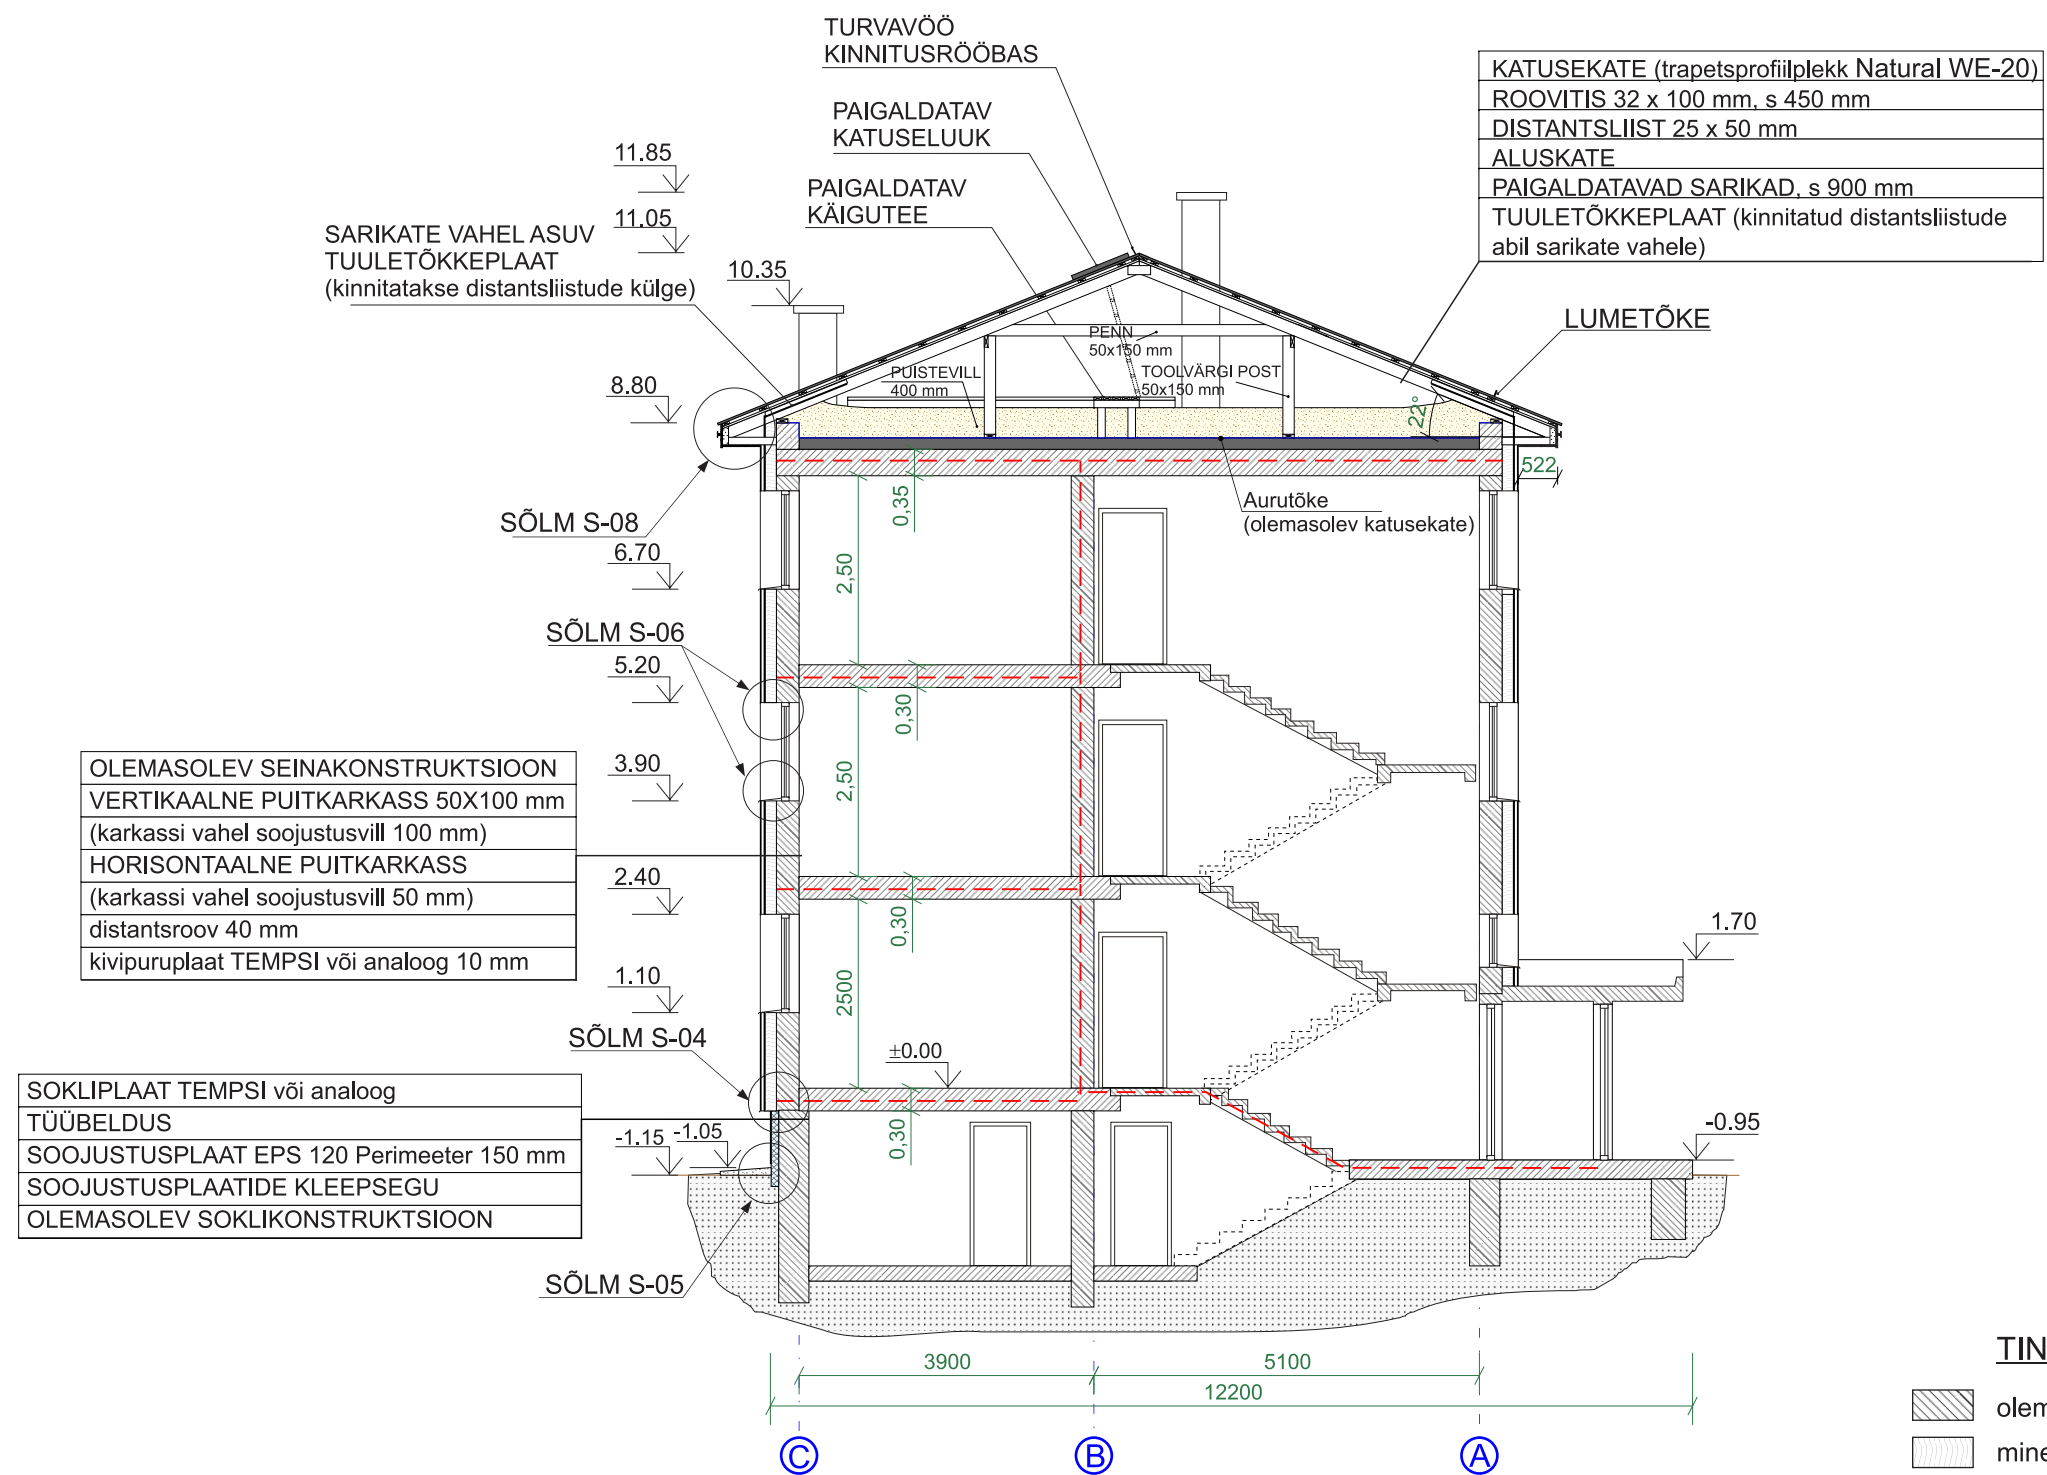 TURVAVÖÖ
KINNITUSRÖÖBAS
PAIGALDATAV
KATUSELUUK
PAIGALDATAV
KÄIGUTEE
KATUSEKATE (trapetsprofiilplekk Natural WE-20)
ROOVITIS 32 x 100 mm, s 450 mm
DISTANTSLIIST 25 x 50 mm
ALUSKATE
PAIGALDATAVAD SARIKAD, s 900 mm
TUULETÕKKEPLAAT (kinnitatud distantsliistude
abil sarikate vahele)
11.85
11.05
10.35
SARIKATE VAHEL ASUV
TUULETÕKKEPLAAT
(kinnitatakse distantsliistude külge)
LUMETÕKE
PENN
50x150 mm
PUISTEVILL
400 mm
TOOLVÄRGI POST
50x150 mm
22°
8.80
522
Aurutõke
(olemasolev katusekate)
0,35
SÕLM S-08
6.70
2,50
SÕLM S-06
5.20
0,30
3.90
2,50
OLEMASOLEV SEINAKONSTRUKTSIOON
VERTIKAALNE PUITKARKASS 50X100 mm
(karkassi vahel soojustusvill 100 mm)
HORISONTAALNE PUITKARKASS
(karkassi vahel soojustusvill 50 mm)
distantsroov 40 mm
kivipuruplaat TEMPSI või analoog 10 mm
2.40
0,30
1.70
1.10
2500
SÕLM S-04
±0.00
SOKLIPLAAT TEMPSI või analoog
TÜÜBELDUS
SOOJUSTUSPLAAT EPS 120 Perimeeter 150 mm
SOOJUSTUSPLAATIDE KLEEPSEGU
OLEMASOLEV SOKLIKONSTRUKTSIOON
-1.15
-1.05
0,30
-0.95
SÕLM S-05
3900
5100
12200
C
B
A
TIN
olem
mine